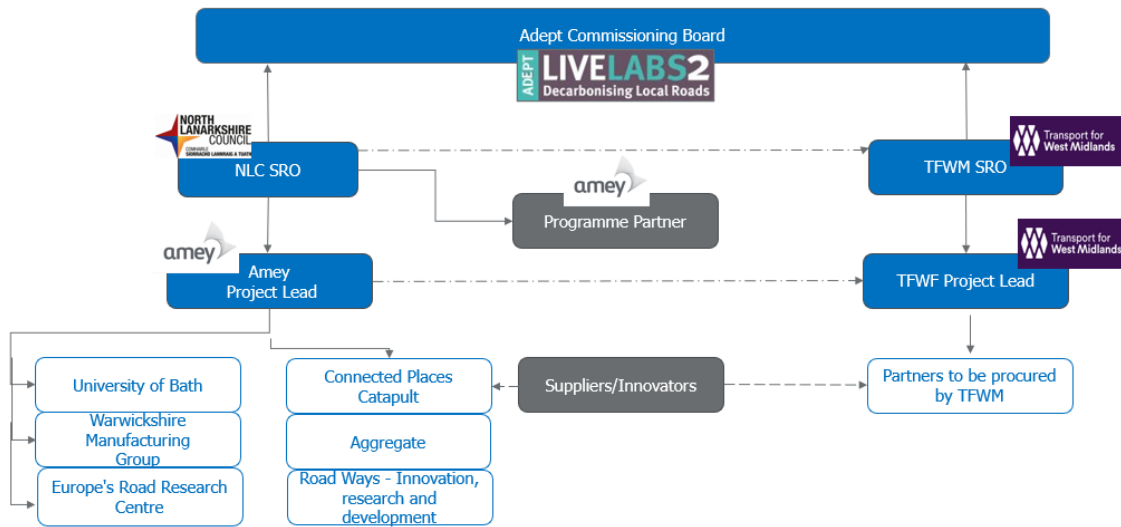 Adept Commissioning Board
ADEPT
LIVELABS2
Decarbonising Local Roads
NORTH
LANARKSHIRE
COUNCIL
NLC SRO
Transport for
West Midlands
TFWM SRO
amey
Programme Partner
amey
Amey
Project Lead
Transport for
West Midlands
TFWF Project Lead
University of Bath
Connected Places
Catapult
Suppliers/Innovators
Partners to be procured
by TFWM
Warwickshire
Manufacturing
Group
Aggregate
Europe's Road Research
Centre
Road Ways - Innovation,
research and
development